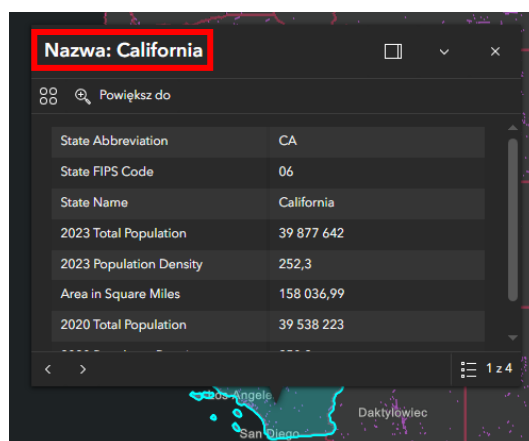 Nazwa: California
Powiększ do
State Abbreviation CA
State FIPS Code 06
State Name California
2023 Total Population 39 877 642
2023 Population Density 252,3
Area in Square Miles 158 036,99
2020 Total Population 39 538 223
1 z 4
Los Angele
Daktylowiec
San Diego